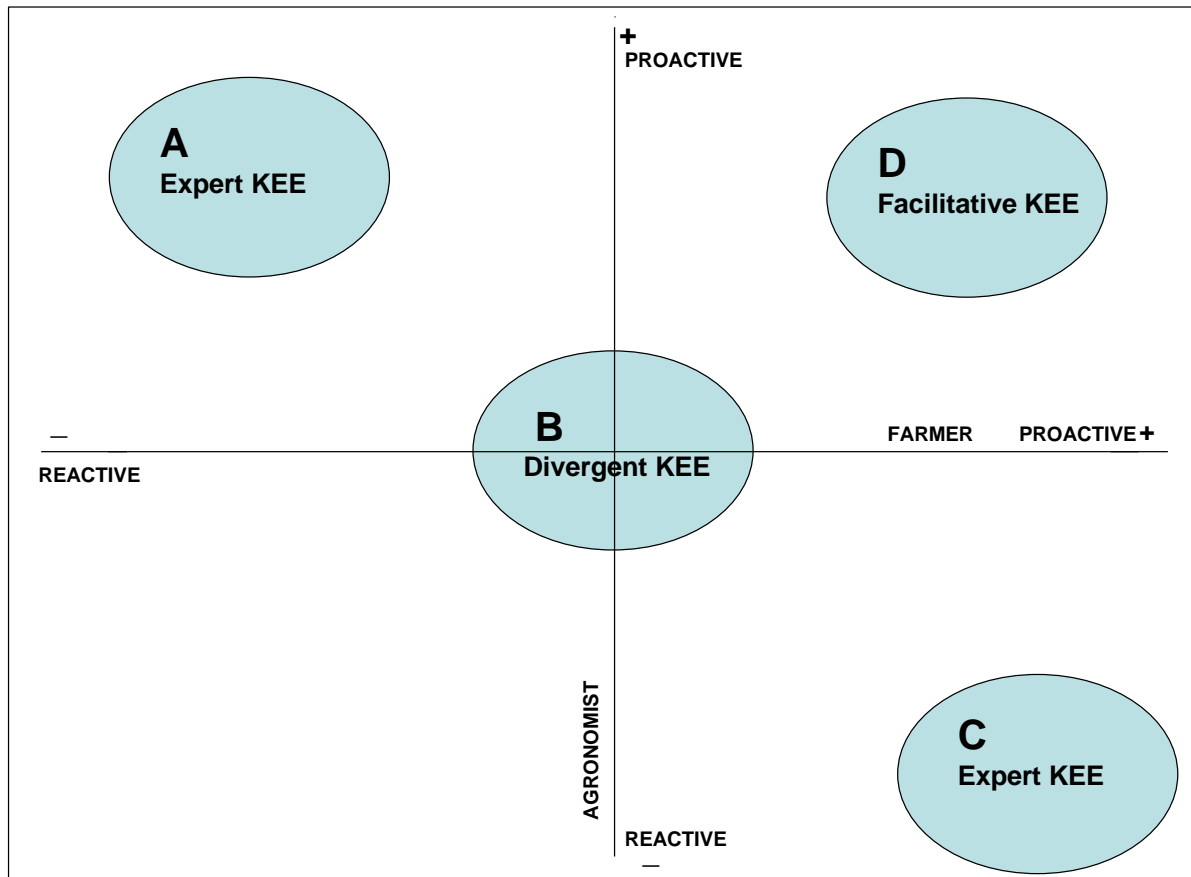 +
PROACTIVE
A
Expert KEE
D
Facilitative KEE
B
Divergent KEE
–
REACTIVE
FARMER PROACTIVE +
AGRONOMIST
C
Expert KEE
REACTIVE
–